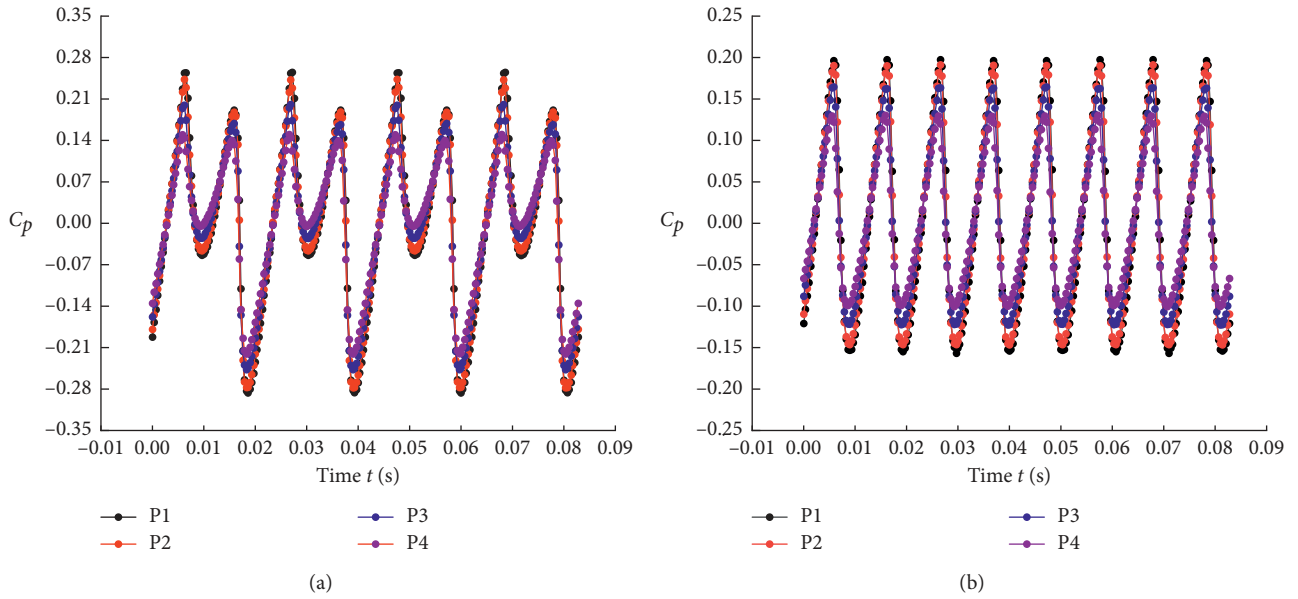 0.35
0.28
0.21
0.14
0.07
0.00
–0.07
–0.14
–0.21
–0.28
–0.35
Cp
–0.01 0.00 0.01 0.02 0.03 0.04 0.05 0.06 0.07 0.08 0.09
Time t (s)
P1 P3
P2 P4
(a)
0.25
0.20
0.15
0.10
0.05
0.00
–0.05
–0.10
–0.15
–0.20
–0.25
Cp
–0.01 0.00 0.01 0.02 0.03 0.04 0.05 0.06 0.07 0.08 0.09
Time t (s)
P1 P3
P2 P4
(b)